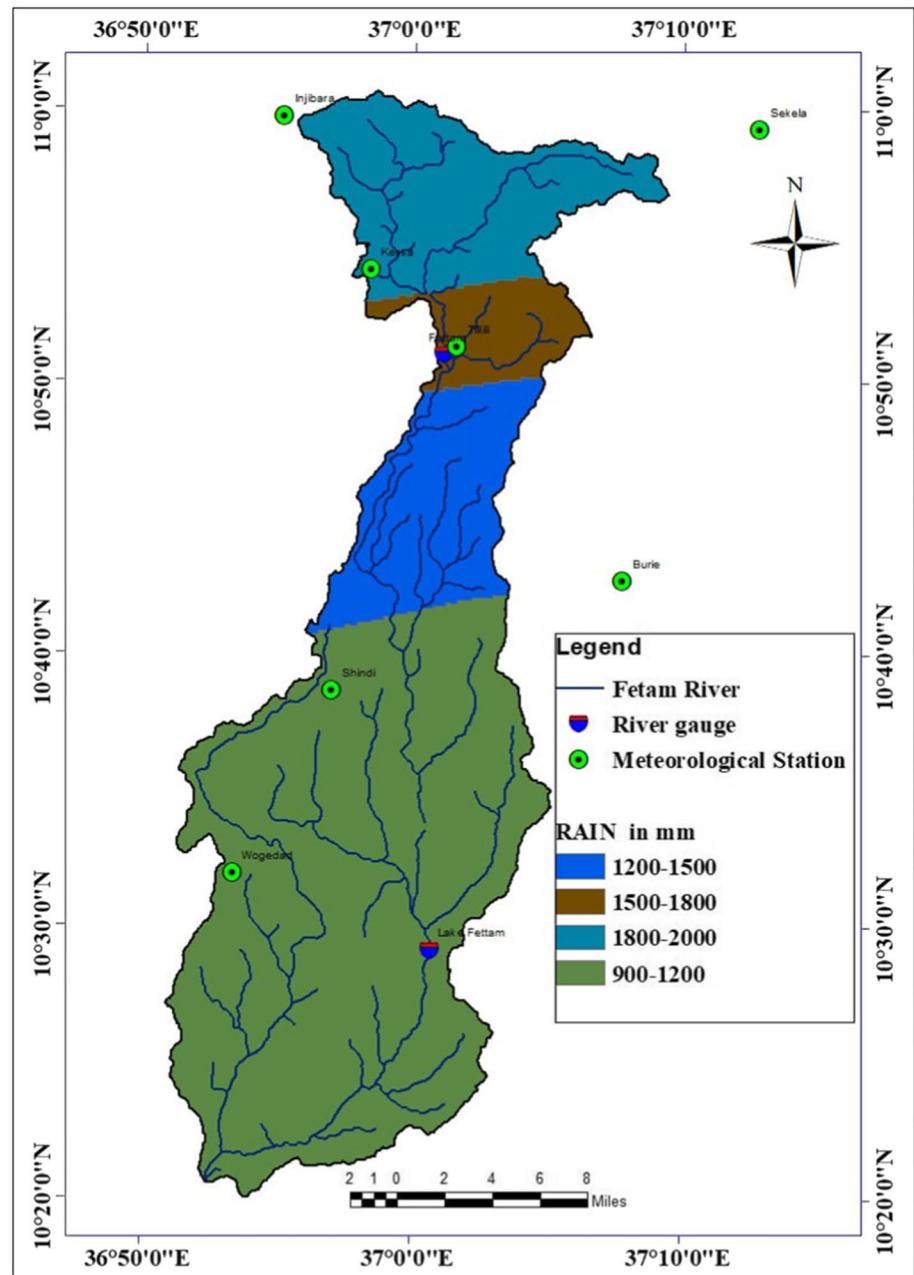 36°50'0"E 37°0'0"E 37°10'0"E
11°0'0"N
11°0'0"N
Injibara
Sekela
N
Kessa
Tilili
10°50'0"N
10°50'0"N
Burie
10°40'0"N
10°40'0"N
Shindi
Legend
Fetam River
River gauge
Meteorological Station
RAIN in mm
1200-1500
1500-1800
1800-2000
900-1200
Wogedad
10°30'0"N
10°30'0"N
Lake Fettam
2 1 0 2 4 6 8
Miles
10°20'0"N
10°20'0"N
36°50'0"E 37°0'0"E 37°10'0"E